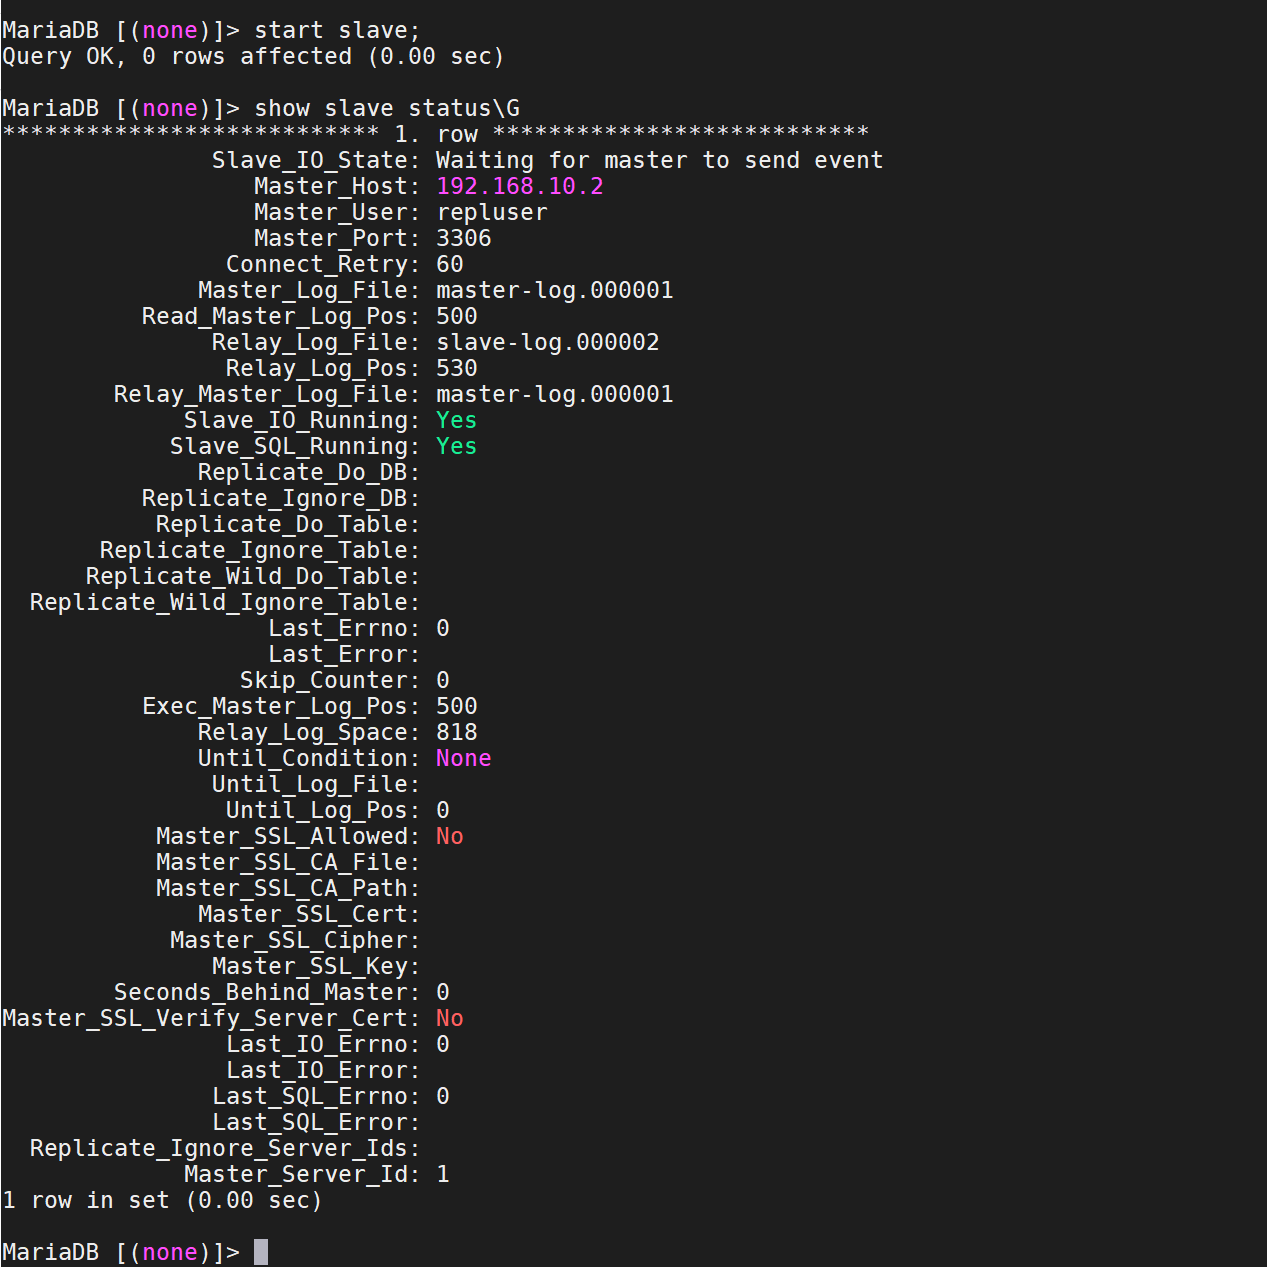 MariaDB [(none)]> start slave;
Query OK, 0 rows affected (0.00 sec)

MariaDB [(none)]> show slave status\G
*************************** 1. row ***************************
               Slave_IO_State: Waiting for master to send event
                  Master_Host: 192.168.10.2
                  Master_User: repluser
                  Master_Port: 3306
                Connect_Retry: 60
              Master_Log_File: master-log.000001
          Read_Master_Log_Pos: 500
               Relay_Log_File: slave-log.000002
                Relay_Log_Pos: 530
        Relay_Master_Log_File: master-log.000001
             Slave_IO_Running: Yes
            Slave_SQL_Running: Yes
              Replicate_Do_DB:
          Replicate_Ignore_DB:
           Replicate_Do_Table:
       Replicate_Ignore_Table:
      Replicate_Wild_Do_Table:
  Replicate_Wild_Ignore_Table:
                   Last_Errno: 0
                   Last_Error:
                 Skip_Counter: 0
          Exec_Master_Log_Pos: 500
              Relay_Log_Space: 818
              Until_Condition: None
               Until_Log_File:
                Until_Log_Pos: 0
           Master_SSL_Allowed: No
           Master_SSL_CA_File:
           Master_SSL_CA_Path:
              Master_SSL_Cert:
            Master_SSL_Cipher:
               Master_SSL_Key:
        Seconds_Behind_Master: 0
Master_SSL_Verify_Server_Cert: No
                Last_IO_Errno: 0
                Last_IO_Error:
               Last_SQL_Errno: 0
               Last_SQL_Error:
  Replicate_Ignore_Server_Ids:
             Master_Server_Id: 1
1 row in set (0.00 sec)

MariaDB [(none)]>